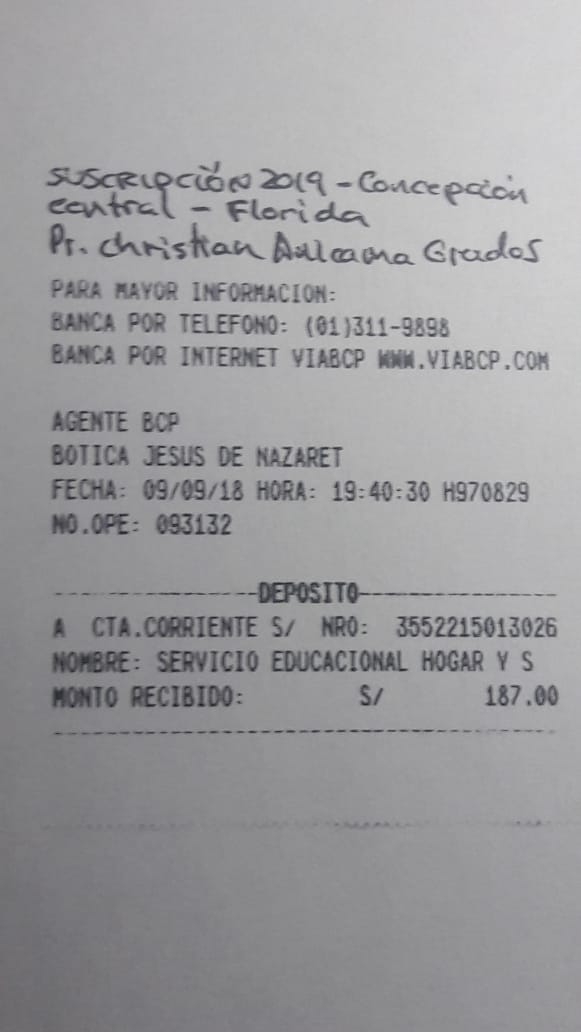 SUSCRIPCIÓN 2019 - Concepción
central - Florida
Pr. Christian Grados
PARA MAYOR INFORMACION:
BANCA POR TELEFONO: (01)311-9898
BANCA POR INTERNET VIABCP WWW.VIABCP.COM
AGENTE BCP
BOTICA JESUS DE NAZARET
FECHA: 09/09/18 HORA: 19:40:30 H970829
NO.OPE: 093132
DEPOSITO
A CTA.CORRIENTE S/ NRO: 3552215013026
NOMBRE: SERVICIO EDUCACIONAL HOGAR Y S
MONTO RECIBIDO: S/ 187.00